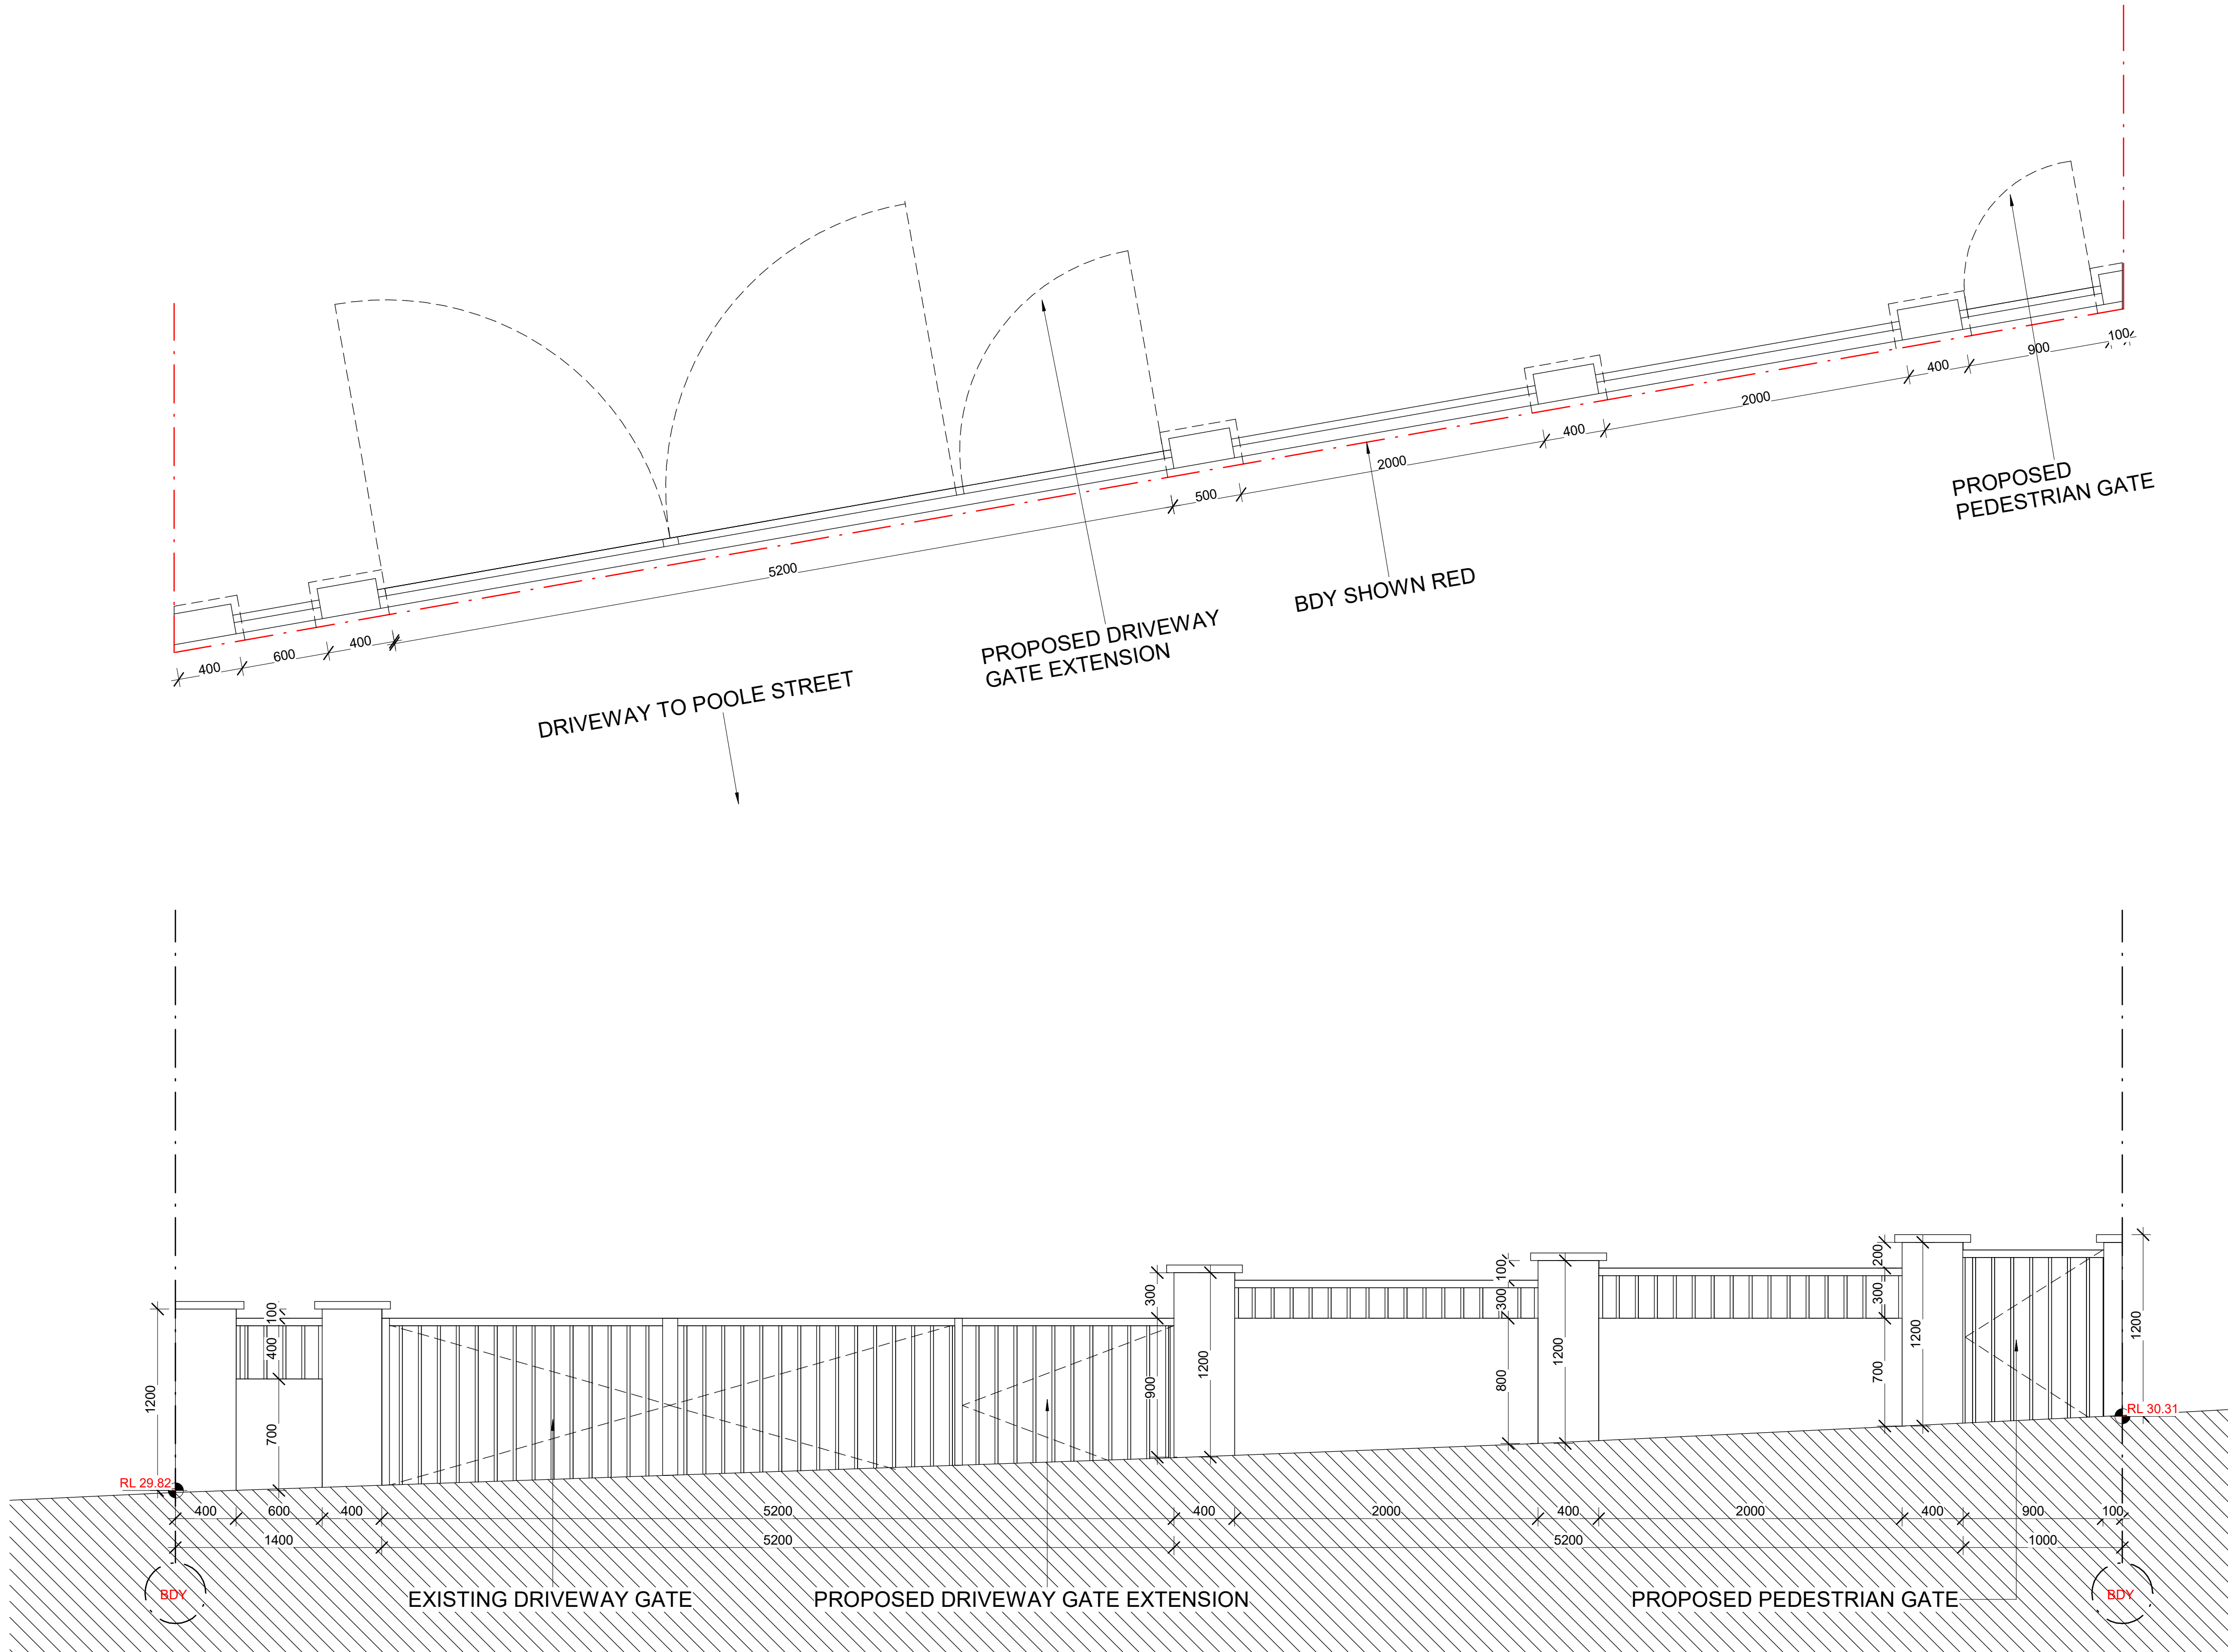 100
900
400
2000
400
2000
500
5200
400
600
400
PROPOSED
PEDESTRIAN GATE
BDY SHOWN RED
PROPOSED DRIVEWAY
GATE EXTENSION
DRIVEWAY TO POOLE STREET
1200
100
400
700
300
900
1200
100
300
800
1200
200
300
700
1200
1200
RL 29.82
RL 30.31
400 600 400 5200 400 2000 400 2000 400 900 100
1400 5200 5200 1000
BDY
EXISTING DRIVEWAY GATE
PROPOSED DRIVEWAY GATE EXTENSION
PROPOSED PEDESTRIAN GATE
BDY